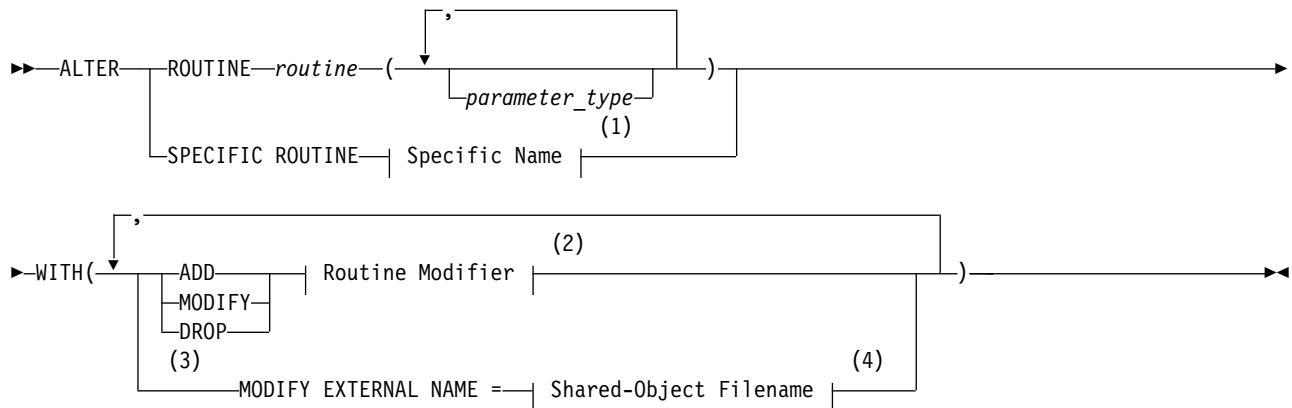 ,
ALTER ROUTINE routine ( )
parameter_type
(1)
SPECIFIC ROUTINE Specific Name
,
(2)
WITH( ADD Routine Modifier )
MODIFY
DROP
(3) (4)
MODIFY EXTERNAL NAME = Shared-Object Filename